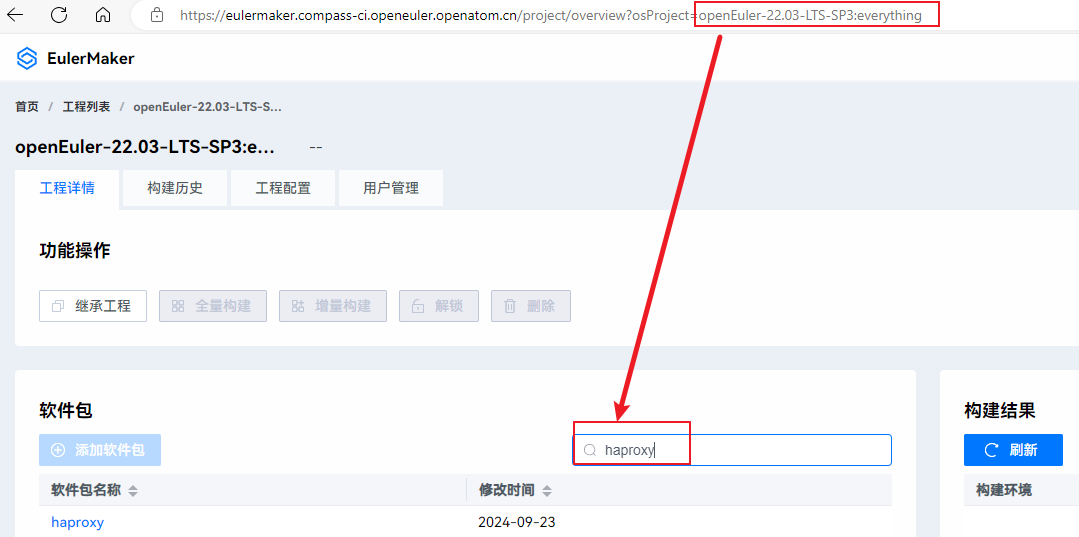 https://eulermaker.compass-ci.openeuler.openatom.cn/project/overview?osProject=openEuler-22.03-LTS-SP3:everything
EulerMaker
首页 / 工程列表 / openEuler-22.03-LTS-S...
openEuler-22.03-LTS-SP3:e... --
工程详情 构建历史 工程配置 用户管理
功能操作
继承工程 全量构建 增量构建 解锁 删除
软件包 构建结果
添加软件包 haproxy 刷新
软件包名称 修改时间 构建环境
haproxy 2024-09-23